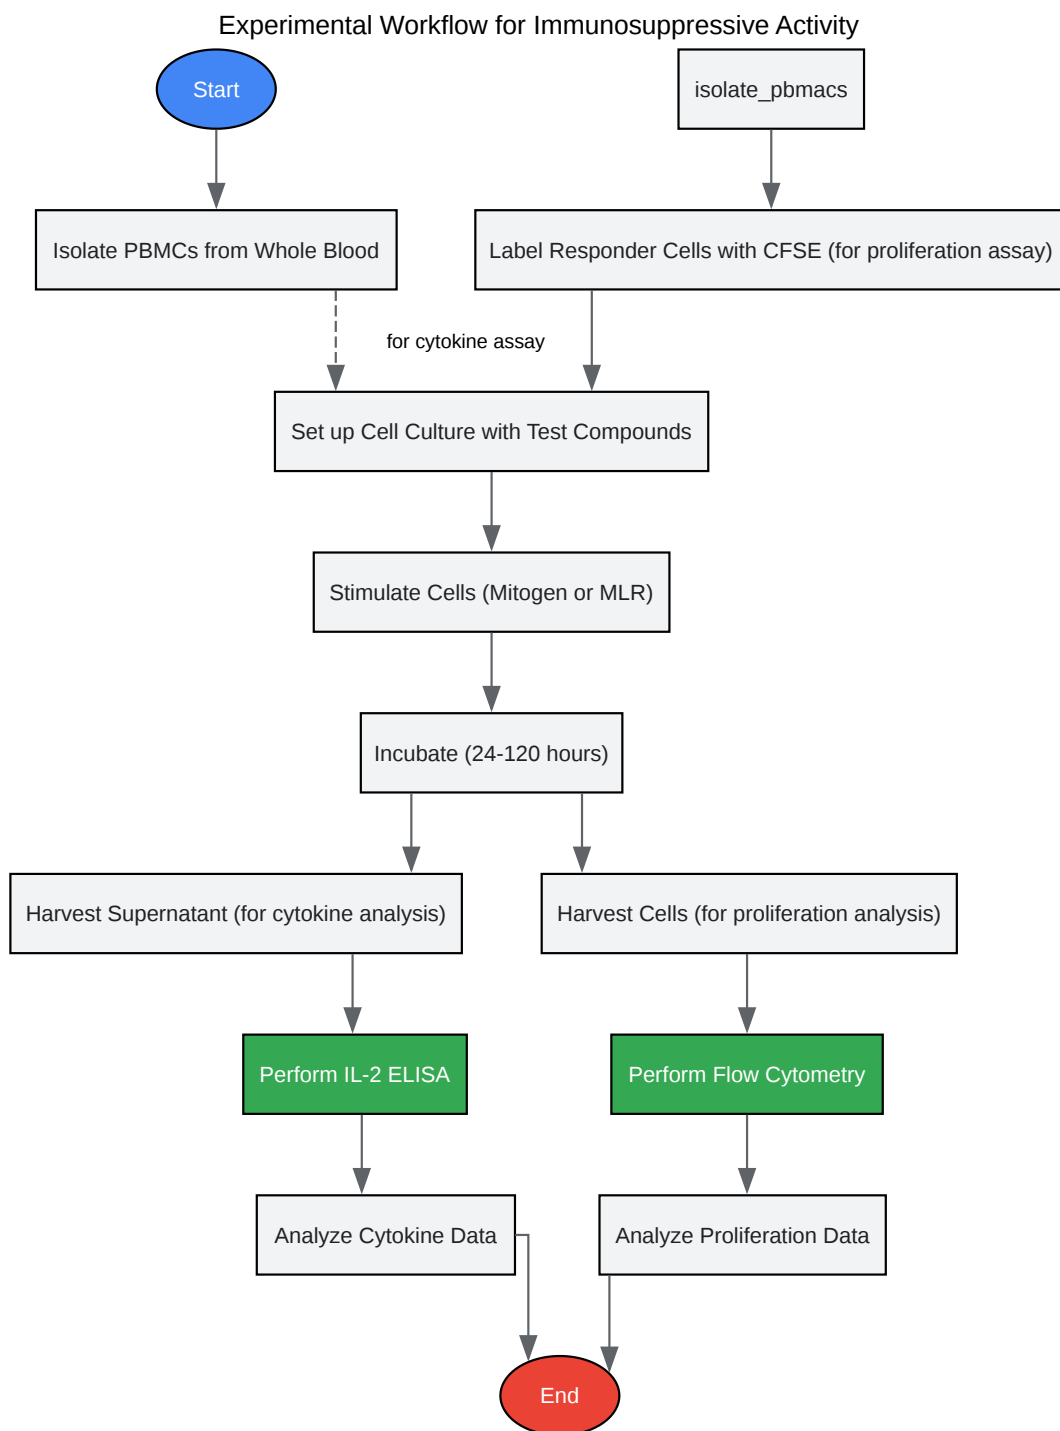 Experimental Workflow for Immunosuppressive Activity
Start
isolate_pbmacs
Isolate PBMCs from Whole Blood
Label Responder Cells with CFSE (for proliferation assay)
for cytokine assay
Set up Cell Culture with Test Compounds
Stimulate Cells (Mitogen or MLR)
Incubate (24-120 hours)
Harvest Supernatant (for cytokine analysis)
Harvest Cells (for proliferation analysis)
Perform IL-2 ELISA
Perform Flow Cytometry
Analyze Cytokine Data
Analyze Proliferation Data
End